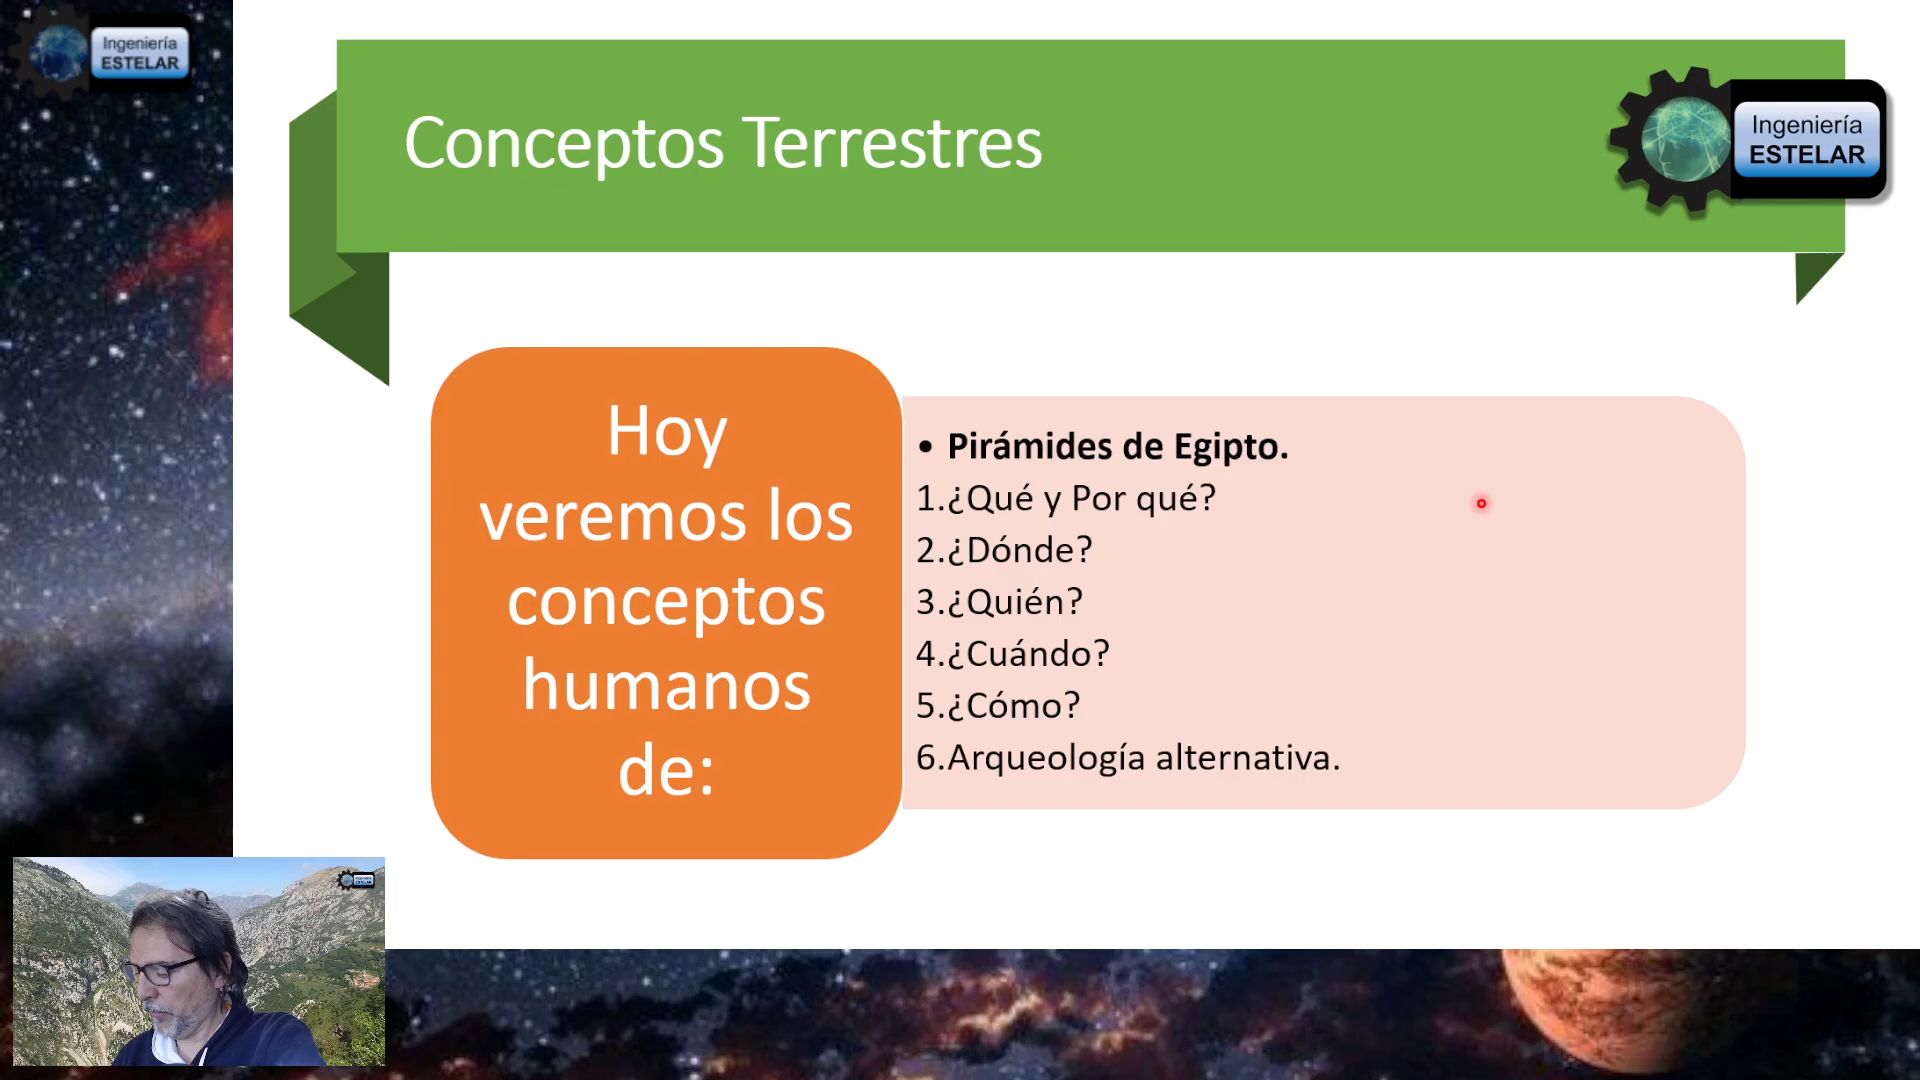 Ingeniería
ESTELAR
Conceptos Terrestres
Ingeniería
ESTELAR
Hoy
veremos los
conceptos
humanos
de:
• Pirámides de Egipto.
1.¿Qué y Por qué?
2.¿Dónde?
3.¿Quién?
4.¿Cuándo?
5.¿Cómo?
6.Arqueología alternativa.